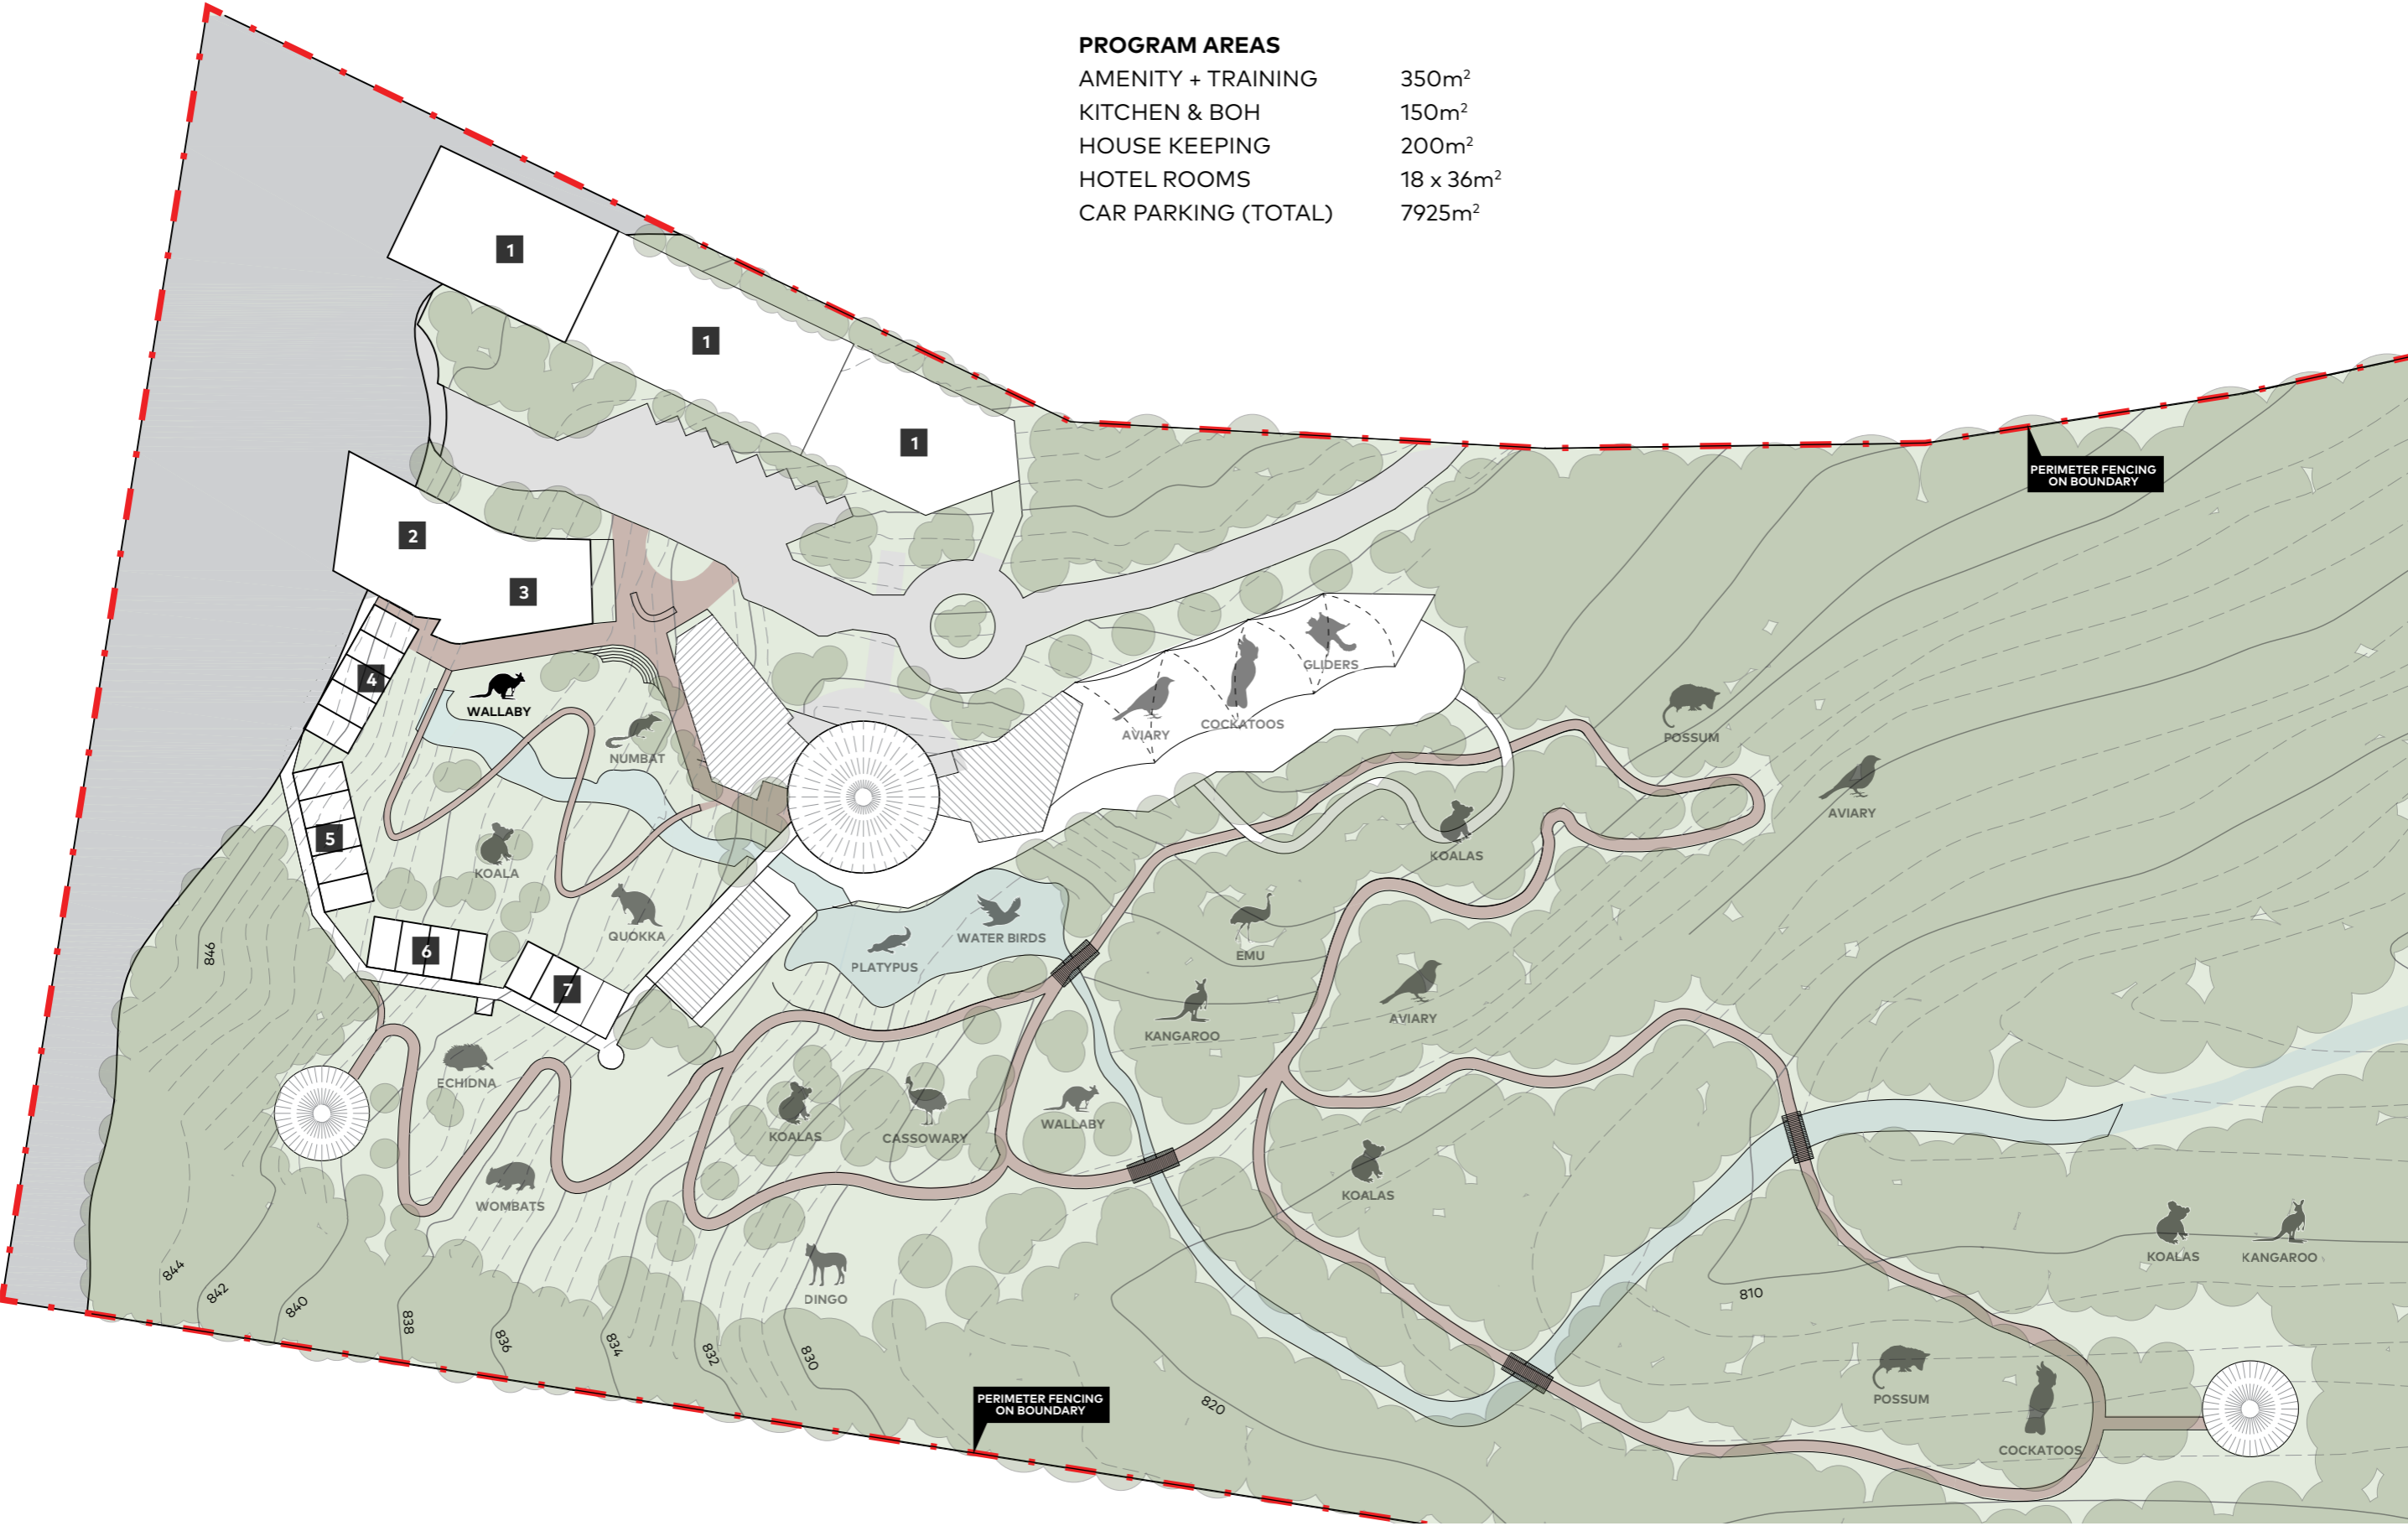 PROGRAM AREAS
AMENITY + TRAINING 350m²
KITCHEN & BOH 150m²
HOUSE KEEPING 200m²
HOTEL ROOMS 18 x 36m²
CAR PARKING (TOTAL) 7925m²
1
1
1
PERIMETER FENCING
ON BOUNDARY
2
3
4
GLIDERS
WALLABY
COCKATOOS
AVIARY
POSSUM
NUMBAT
AVIARY
5
KOALA
KOALAS
QUOKKA
WATER BIRDS
846
6
PLATYPUS
EMU
7
AVIARY
KANGAROO
ECHIDNA
WALLABY
KOALAS
CASSOWARY
KOALAS
WOMBATS
KOALAS
KANGAROO
844
842
840
838
836
834
832
830
DINGO
810
820
PERIMETER FENCING
ON BOUNDARY
POSSUM
COCKATOOS